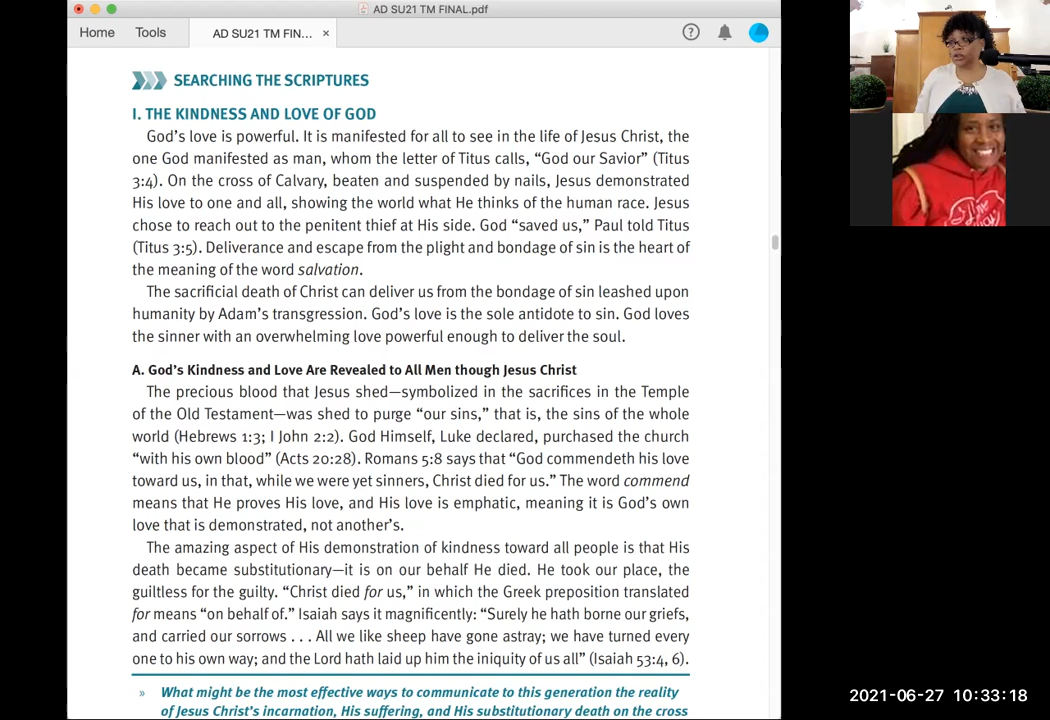 AD SU21 TM FINAL.pdf
Home Tools AD SU21 TM FIN... ×
SEARCHING THE SCRIPTURES
I. THE KINDNESS AND LOVE OF GOD
God's love is powerful. It is manifested for all to see in the life of Jesus Christ, the
one God manifested as man, whom the letter of Titus calls, “God our Savior” (Titus
3:4). On the cross of Calvary, beaten and suspended by nails, Jesus demonstrated
His love to one and all, showing the world what He thinks of the human race. Jesus
chose to reach out to the penitent thief at His side. God “saved us,” Paul told Titus
(Titus 3:5). Deliverance and escape from the plight and bondage of sin is the heart of
the meaning of the word salvation.
The sacrificial death of Christ can deliver us from the bondage of sin leashed upon
humanity by Adam's transgression. God's love is the sole antidote to sin. God loves
the sinner with an overwhelming love powerful enough to deliver the soul.
A. God's Kindness and Love Are Revealed to All Men though Jesus Christ
The precious blood that Jesus shed—symbolized in the sacrifices in the Temple
of the Old Testament—was shed to purge “our sins,” that is, the sins of the whole
world (Hebrews 1:3; I John 2:2). God Himself, Luke declared, purchased the church
“with his own blood” (Acts 20:28). Romans 5:8 says that “God commendeth his love
toward us, in that, while we were yet sinners, Christ died for us.” The word commend
means that He proves His love, and His love is emphatic, meaning it is God's own
love that is demonstrated, not another's.
The amazing aspect of His demonstration of kindness toward all people is that His
death became substitutionary—it is on our behalf He died. He took our place, the
guiltless for the guilty. “Christ died for us,” in which the Greek preposition translated
for means “on behalf of.” Isaiah says it magnificently: “Surely he hath borne our griefs,
and carried our sorrows . . . All we like sheep have gone astray; we have turned every
one to his own way; and the Lord hath laid up him the iniquity of us all” (Isaiah 53:4, 6).
» What might be the most effective ways to communicate to this generation the reality
of Jesus Christ's incarnation, His suffering, and His substitutionary death on the cross
2021-06-27 10:33:18